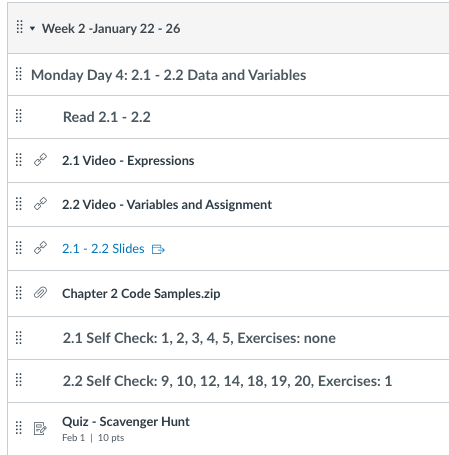 Week 2 -January 22 - 26
Monday Day 4: 2.1 - 2.2 Data and Variables
Read 2.1 - 2.2
2.1 Video - Expressions
2.2 Video - Variables and Assignment
2.1 - 2.2 Slides
Chapter 2 Code Samples.zip
2.1 Self Check: 1, 2, 3, 4, 5, Exercises: none
2.2 Self Check: 9, 10, 12, 14, 18, 19, 20, Exercises: 1
Quiz - Scavenger Hunt
Feb 1 | 10 pts